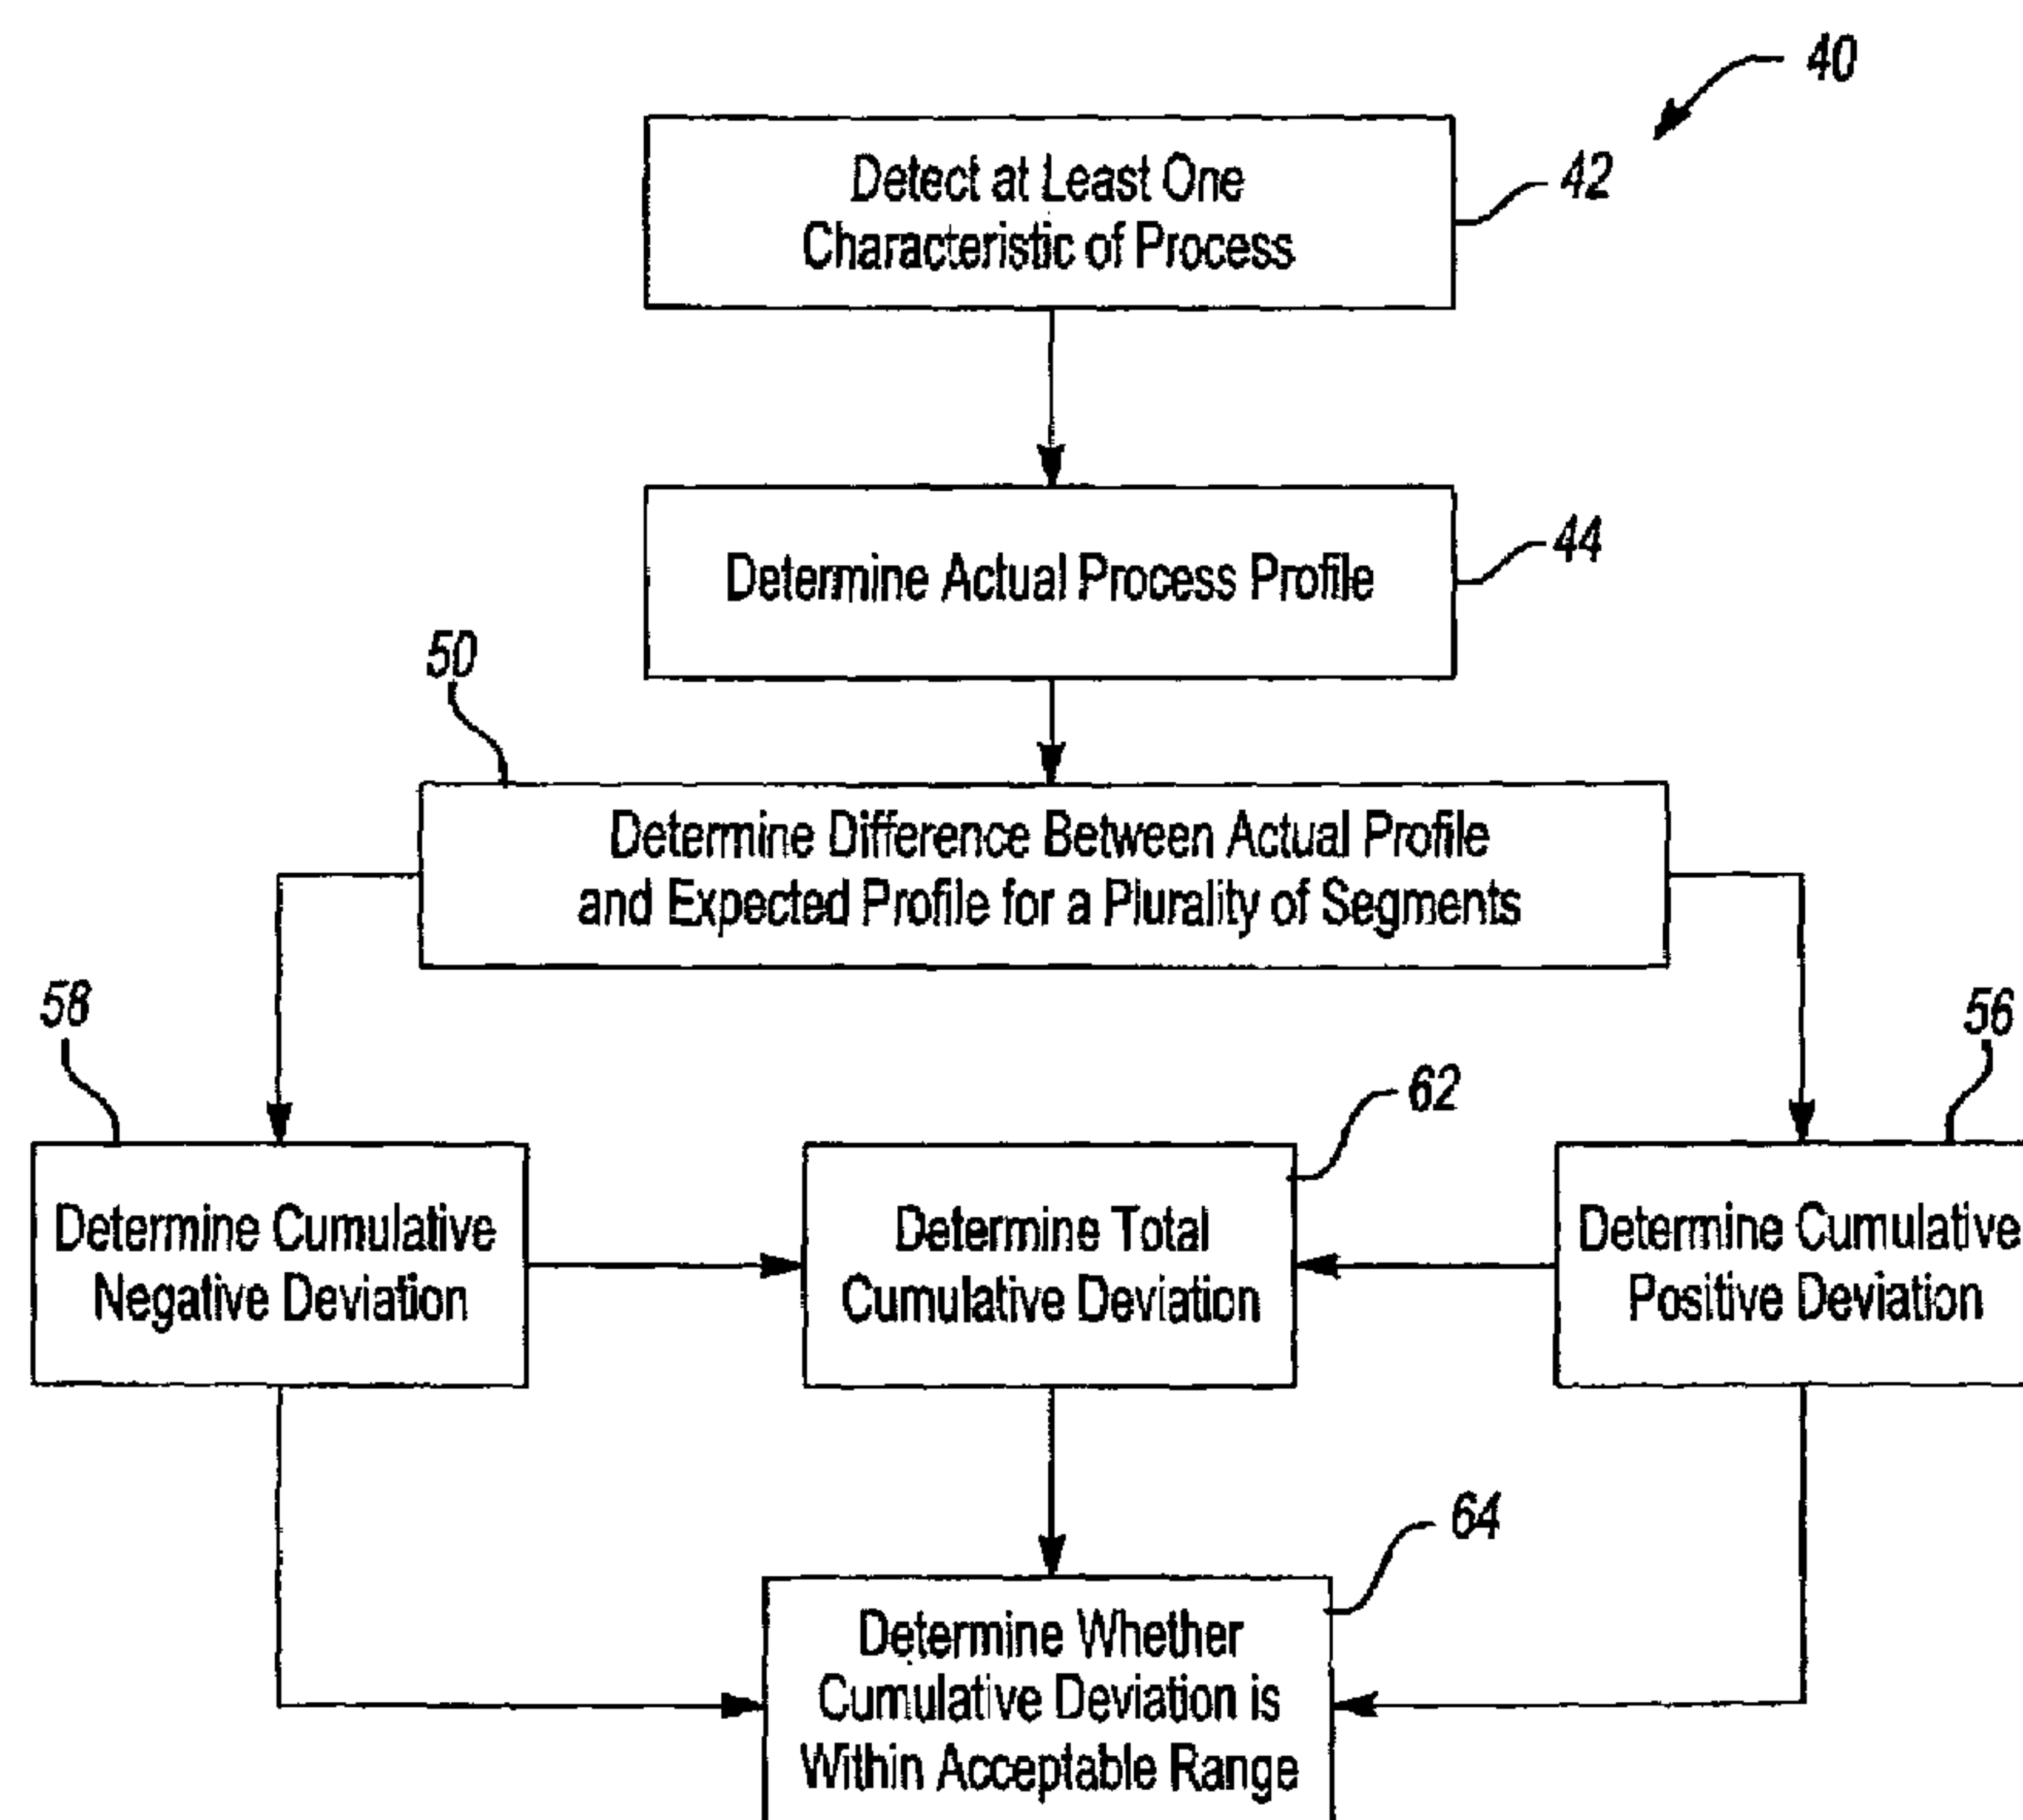 40
Detect at Least One
Characteristic of Process
42
Determine Actual Process Profile
44
50
Determine Difference Between Actual Profile
and Expected Profile for a Plurality of Segments
58
56
62
Determine Cumulative
Negative Deviation
Determine Total
Cumulative Deviation
Determine Cumulative
Positive Deviation
64
Determine Whether
Cumulative Deviation is
Within Acceptable Range